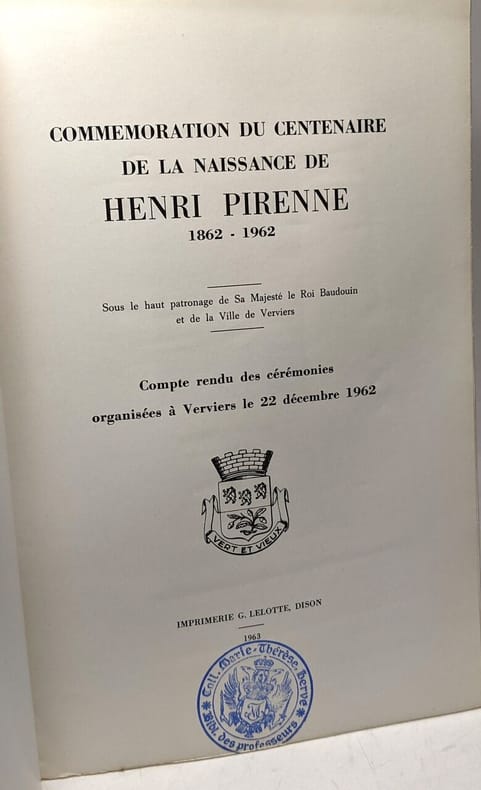 COMMEMORATION DU CENTENAIRE
DE LA NAISSANCE DE
HENRI PIRENNE
1862 - 1962
Sous le haut patronage de Sa Majesté le Roi Baudouin
et de la Ville de Verviers
Compte rendu des cérémonies
organisées à Verviers le 22 décembre 1962
VERT ET VIEUX
IMPRIMERIE G. LELOTTE, DISON
1963
Coll. Marie-Thérèse, Herve
Bibl. des professeurs